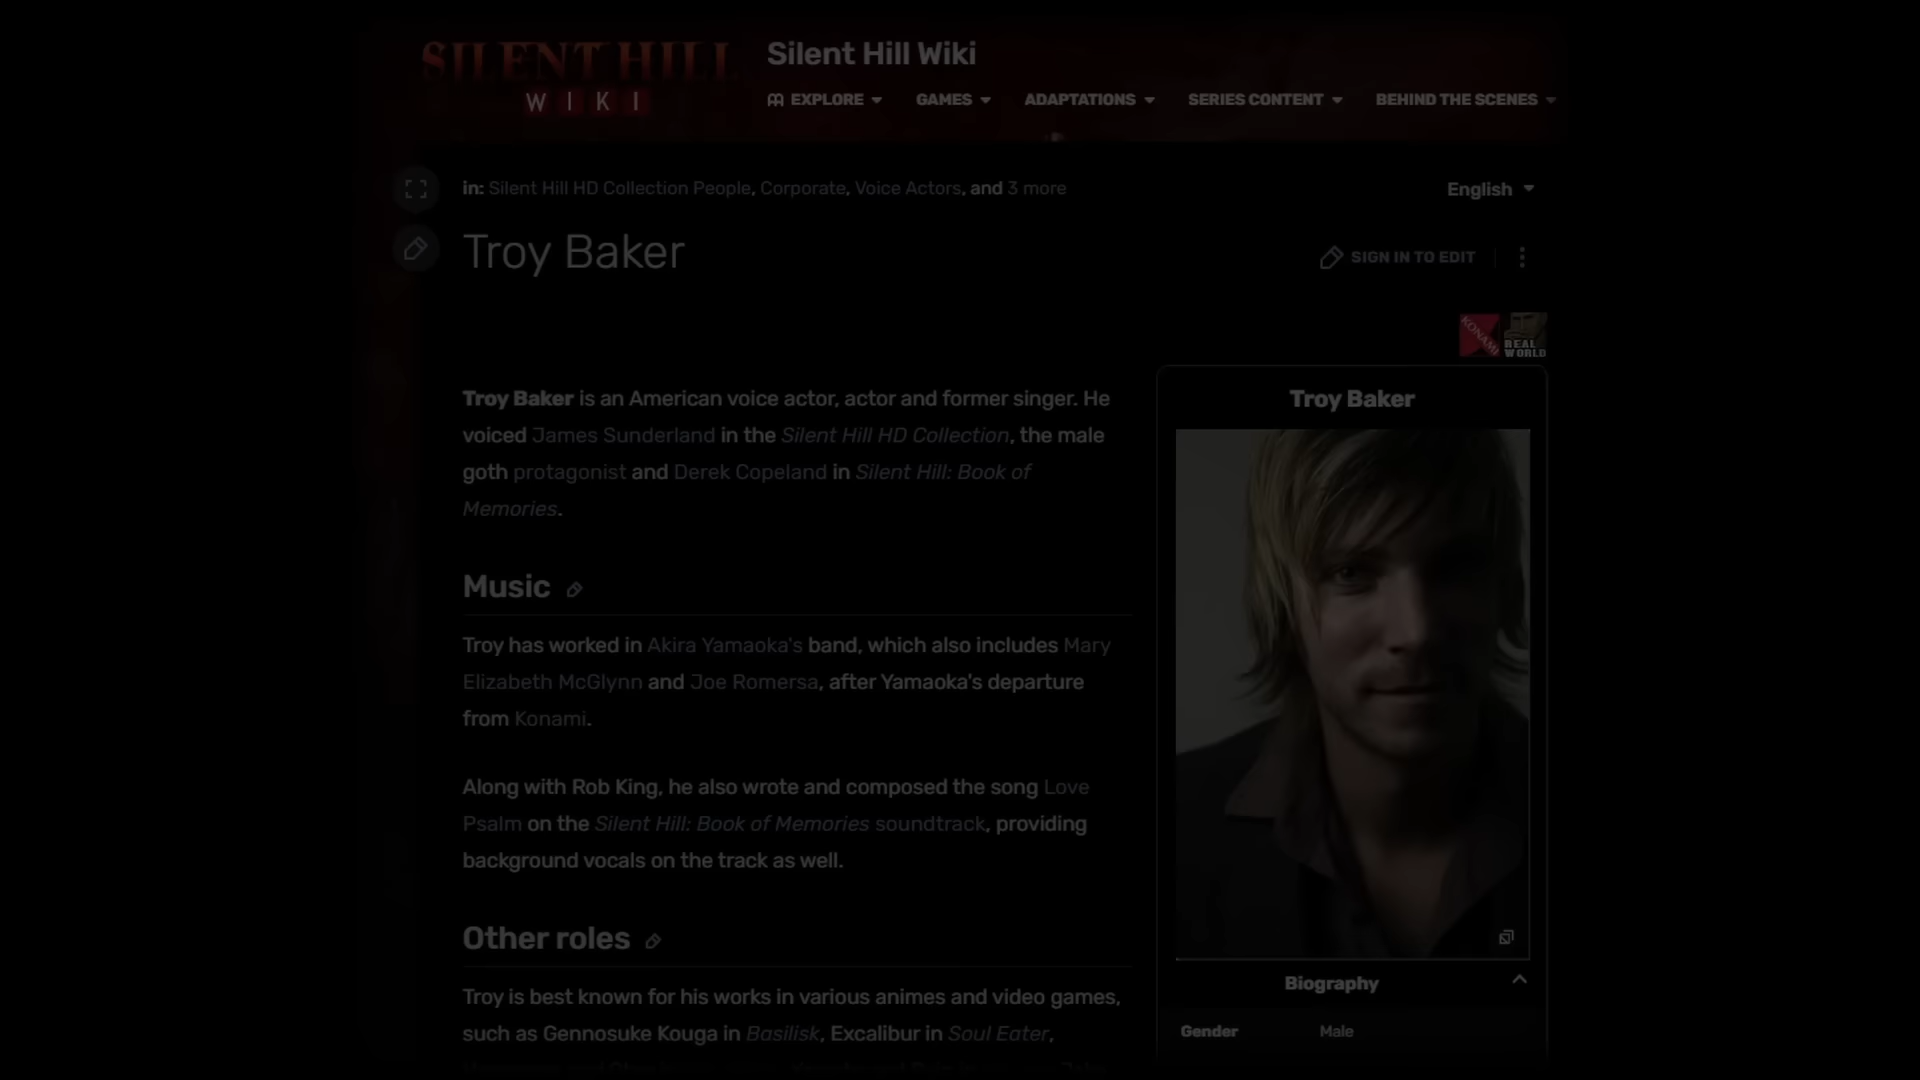 SILENT HILL
WIKI
Silent Hill Wiki
EXPLORE GAMES ADAPTATIONS SERIES CONTENT BEHIND THE SCENES
in: Silent Hill HD Collection People, Corporate, Voice Actors, and 3 more
English
Troy Baker
SIGN IN TO EDIT
KONAMI
REAL
WORLD
Troy Baker is an American voice actor, actor and former singer. He
voiced James Sunderland in the Silent Hill HD Collection, the male
goth protagonist and Derek Copeland in Silent Hill: Book of
Memories.
Music
Troy has worked in Akira Yamaoka's band, which also includes Mary
Elizabeth McGlynn and Joe Romersa, after Yamaoka's departure
from Konami.
Along with Rob King, he also wrote and composed the song Love
Psalm on the Silent Hill: Book of Memories soundtrack, providing
background vocals on the track as well.
Other roles
Troy is best known for his works in various animes and video games,
such as Gennosuke Kouga in Basilisk, Excalibur in Soul Eater,
Troy Baker
Biography
Gender Male